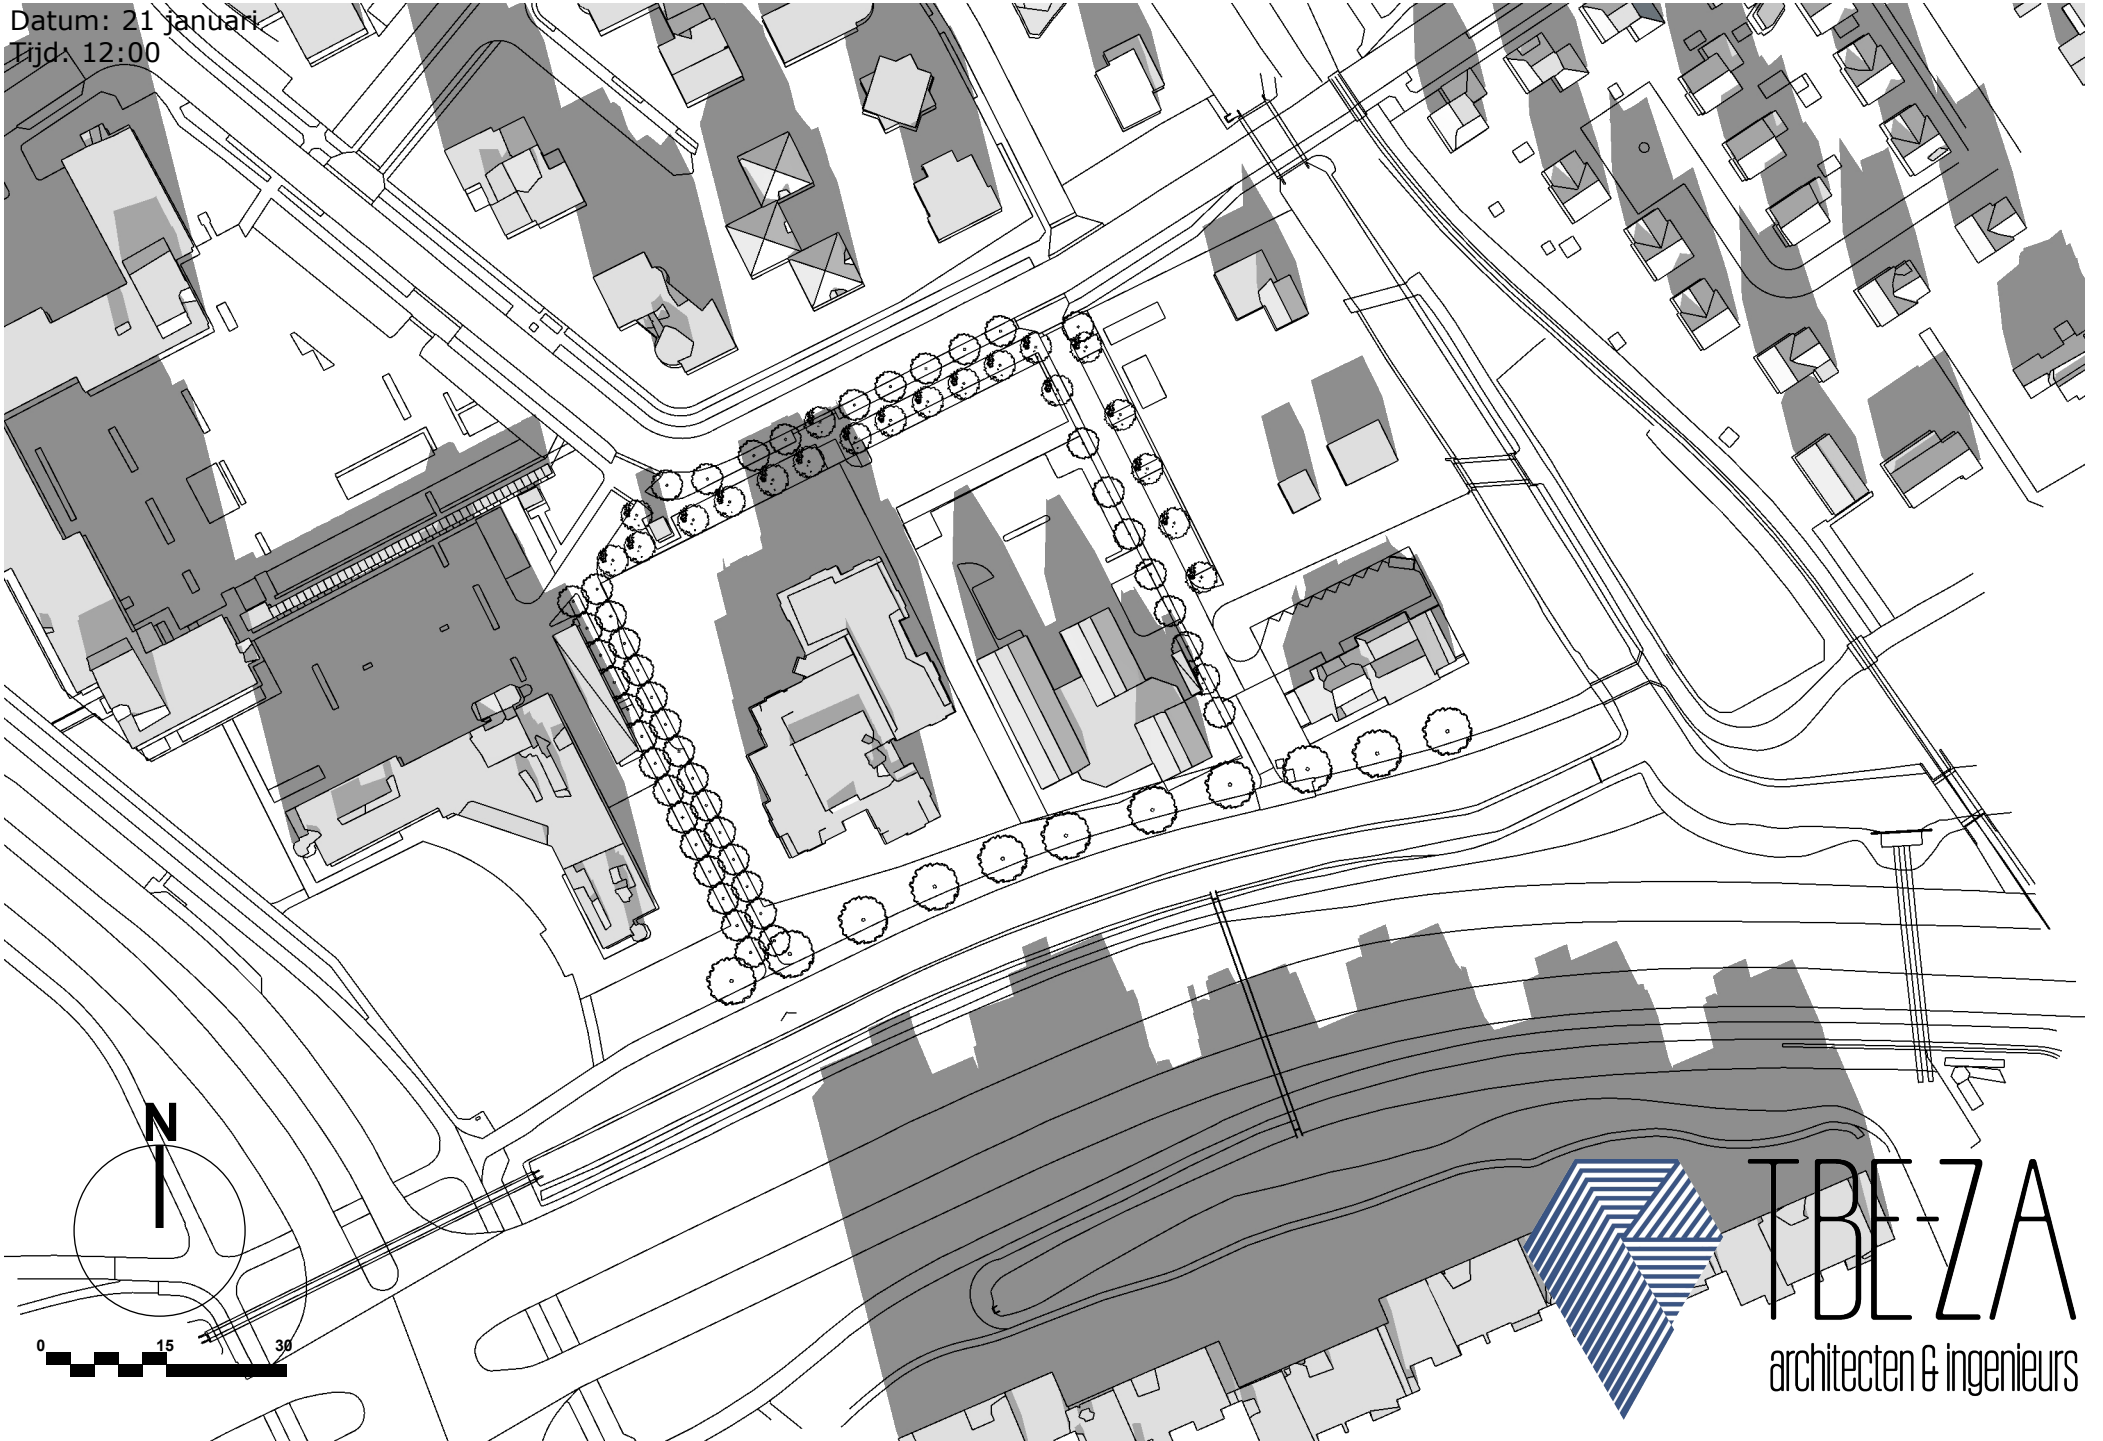 Datum: 21 januari
Tijd: 12:00
N
0 15 30
TBE-ZA
architecten & ingenieurs